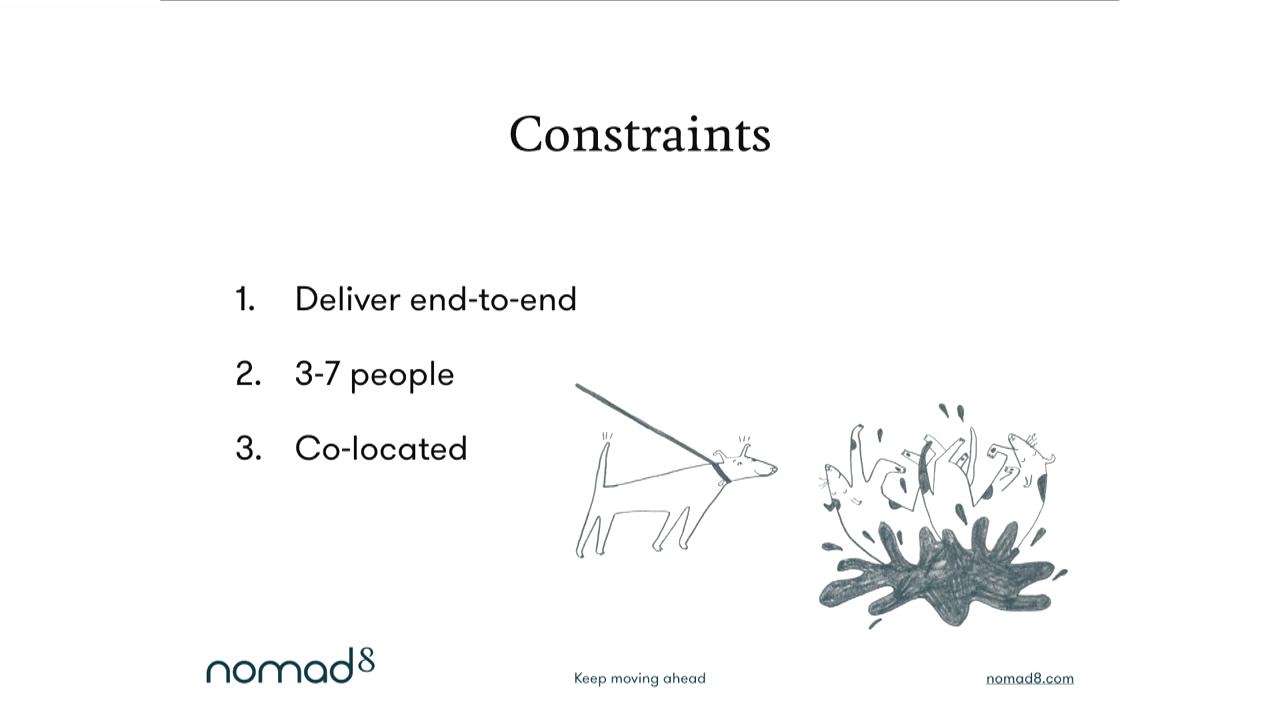 Constraints
1. Deliver end-to-end
2. 3-7 people
3. Co-located
nomad8
Keep moving ahead
nomad8.com